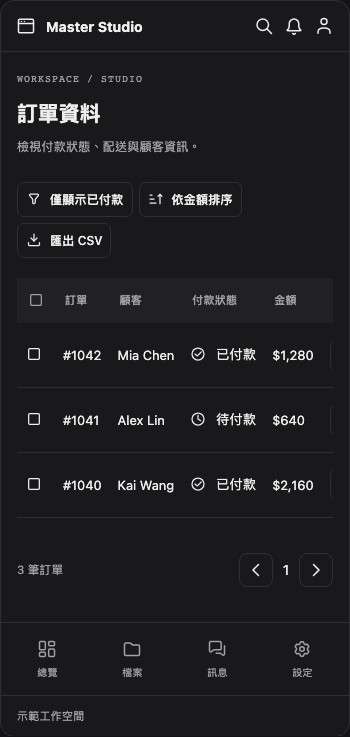 Master Studio
WORKSPACE / STUDIO
訂單資料
檢視付款狀態、配送與顧客資訊。
僅顯示已付款
依金額排序
匯出 CSV
訂單 顧客 付款狀態 金額
#1042 Mia Chen 已付款 $1,280
#1041 Alex Lin 待付款 $640
#1040 Kai Wang 已付款 $2,160
3 筆訂單 1
總覽 檔案 訊息 設定
示範工作空間